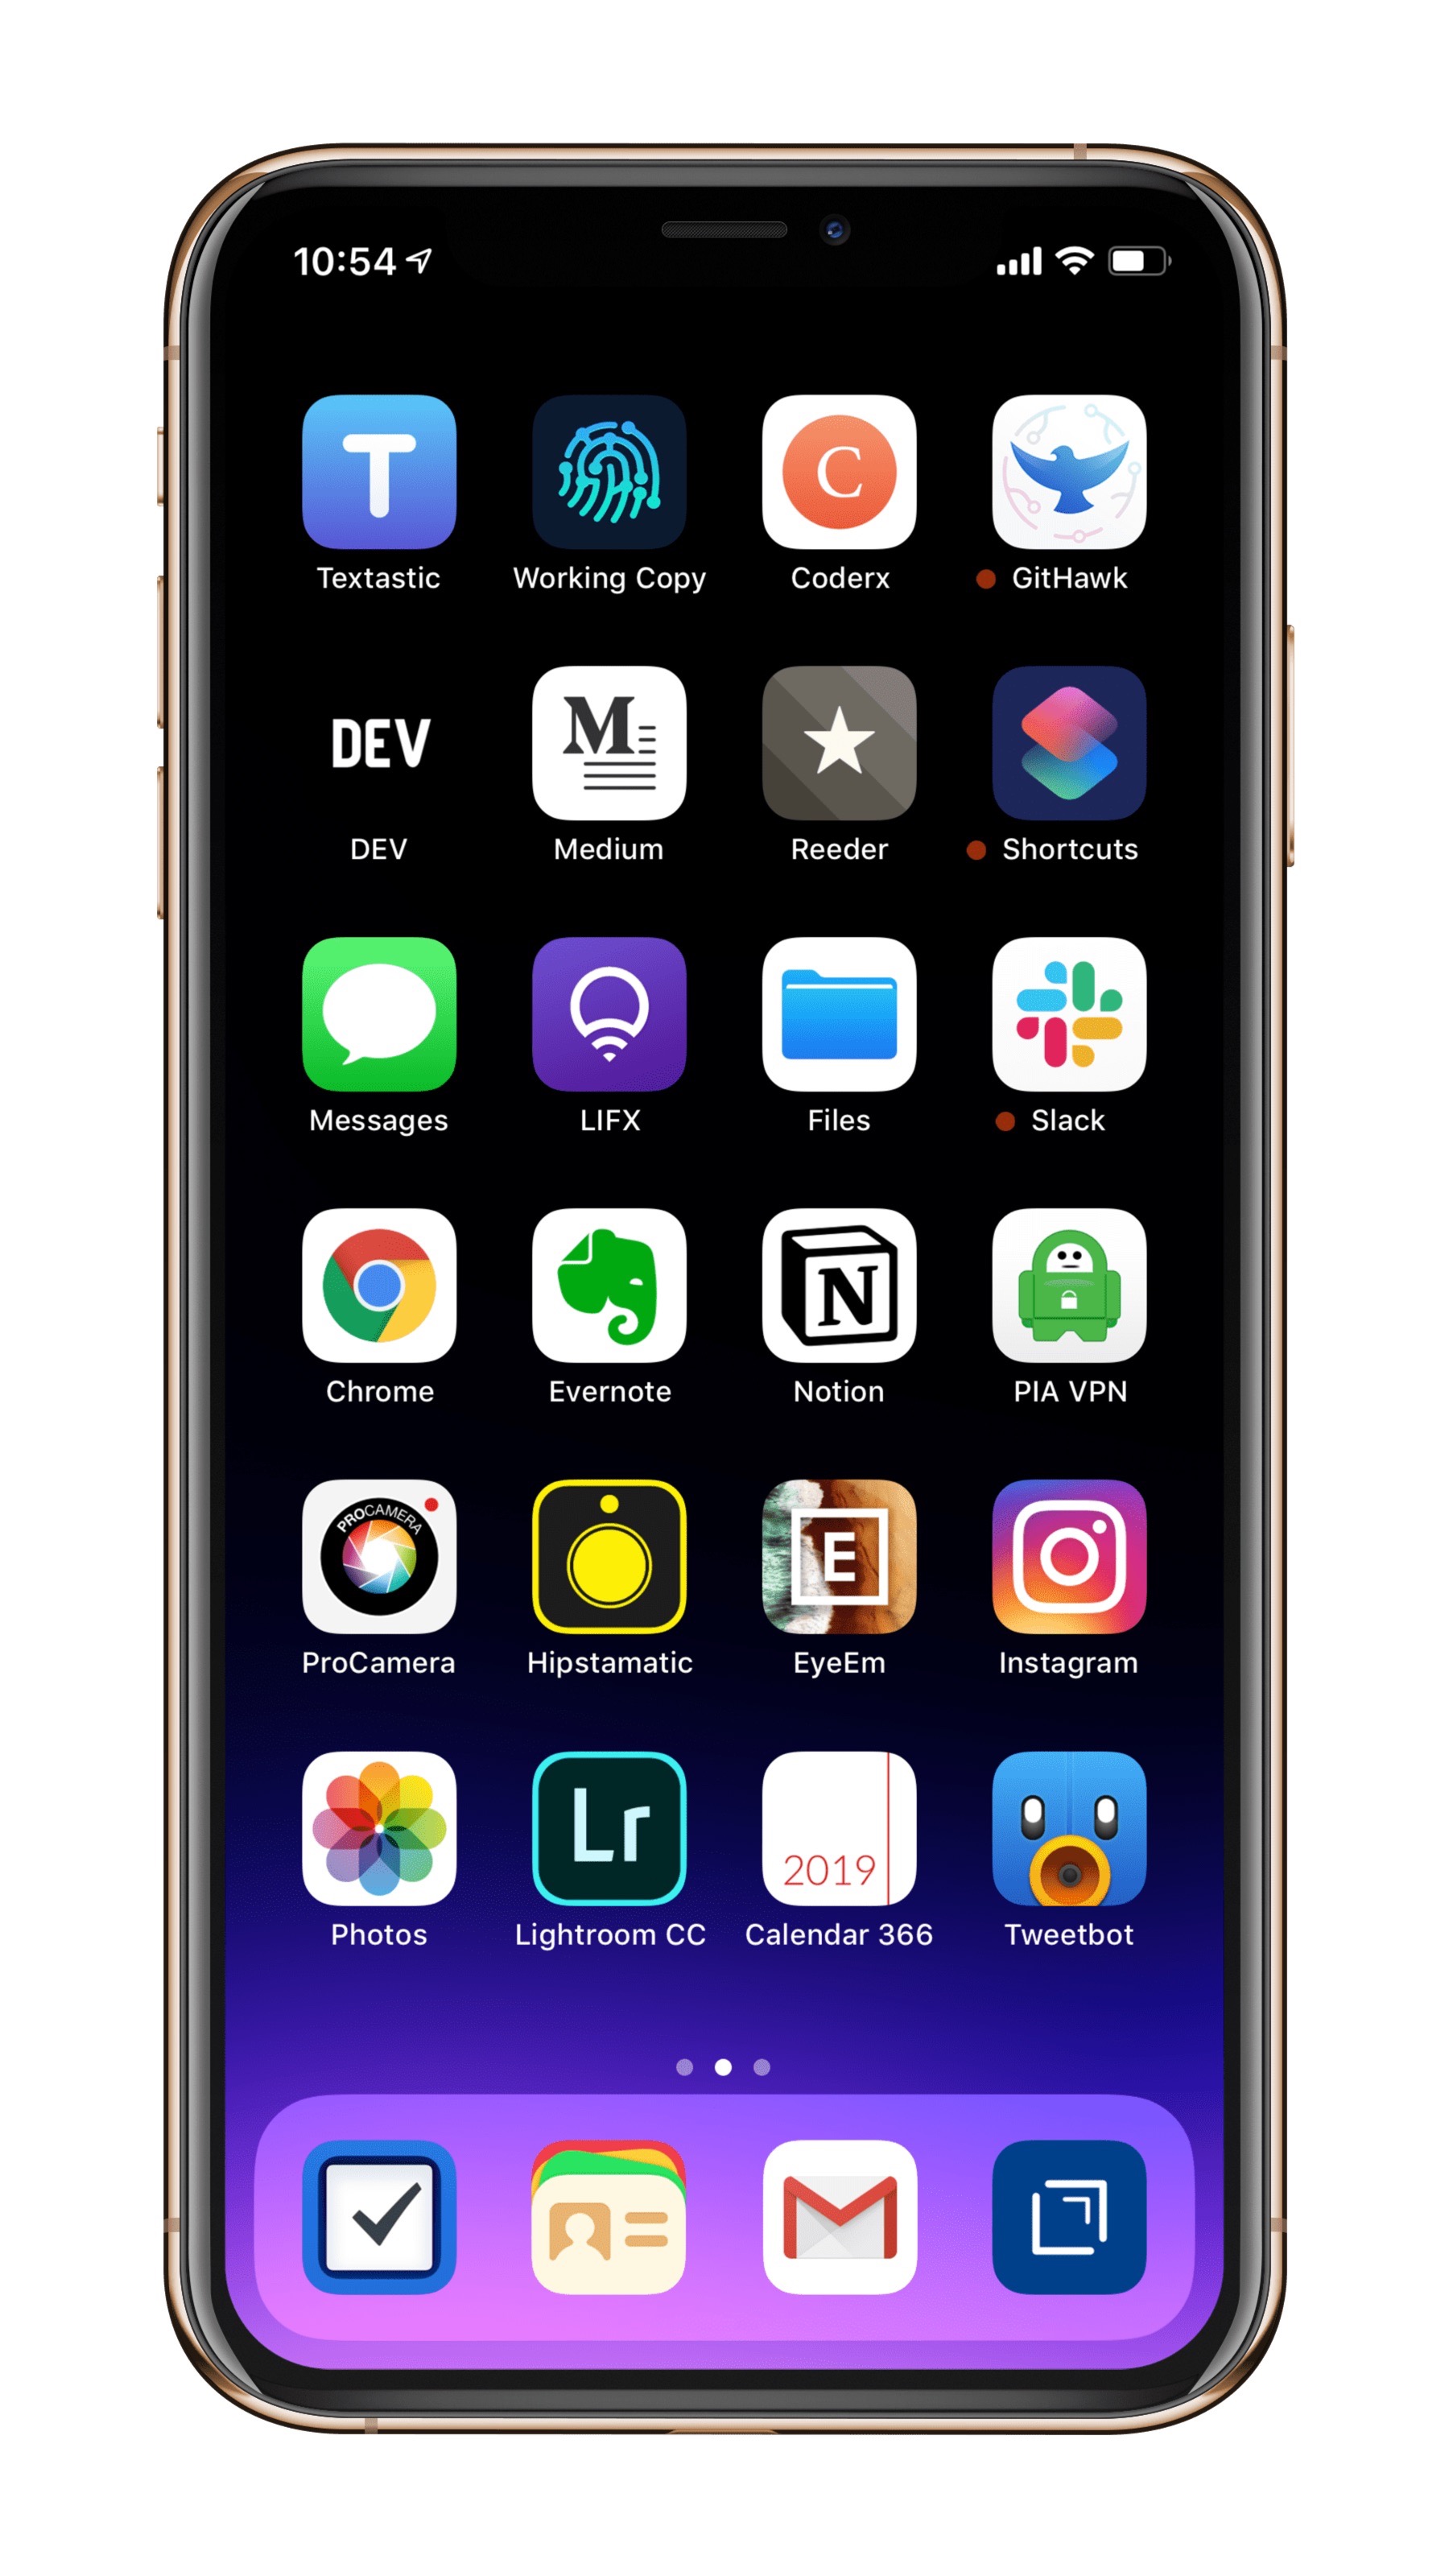 10:54
T
C
Textastic Working Copy Coderx GitHawk
DEV M
DEV Medium Reeder Shortcuts
Messages LIFX Files Slack
N
Chrome Evernote Notion PIA VPN
PROCAMERA E
ProCamera Hipstamatic EyeEm Instagram
Lr 2019
Photos Lightroom CC Calendar 366 Tweetbot